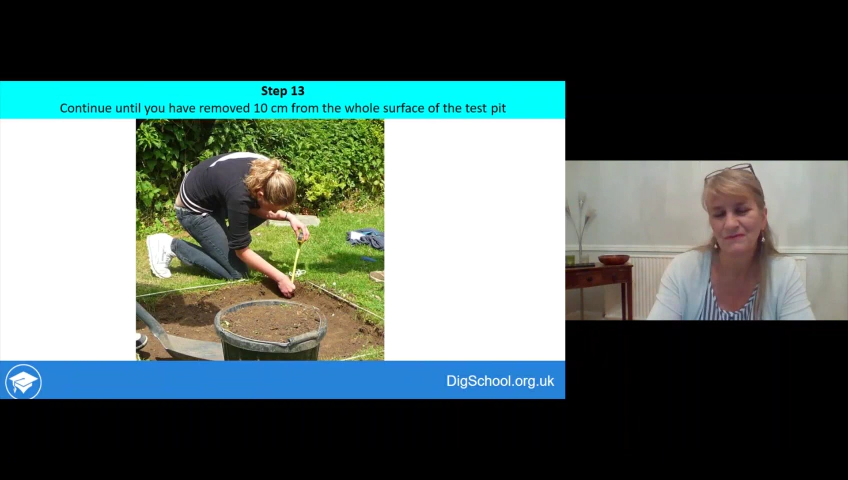 Step 13
Continue until you have removed 10 cm from the whole surface of the test pit
DigSchool.org.uk